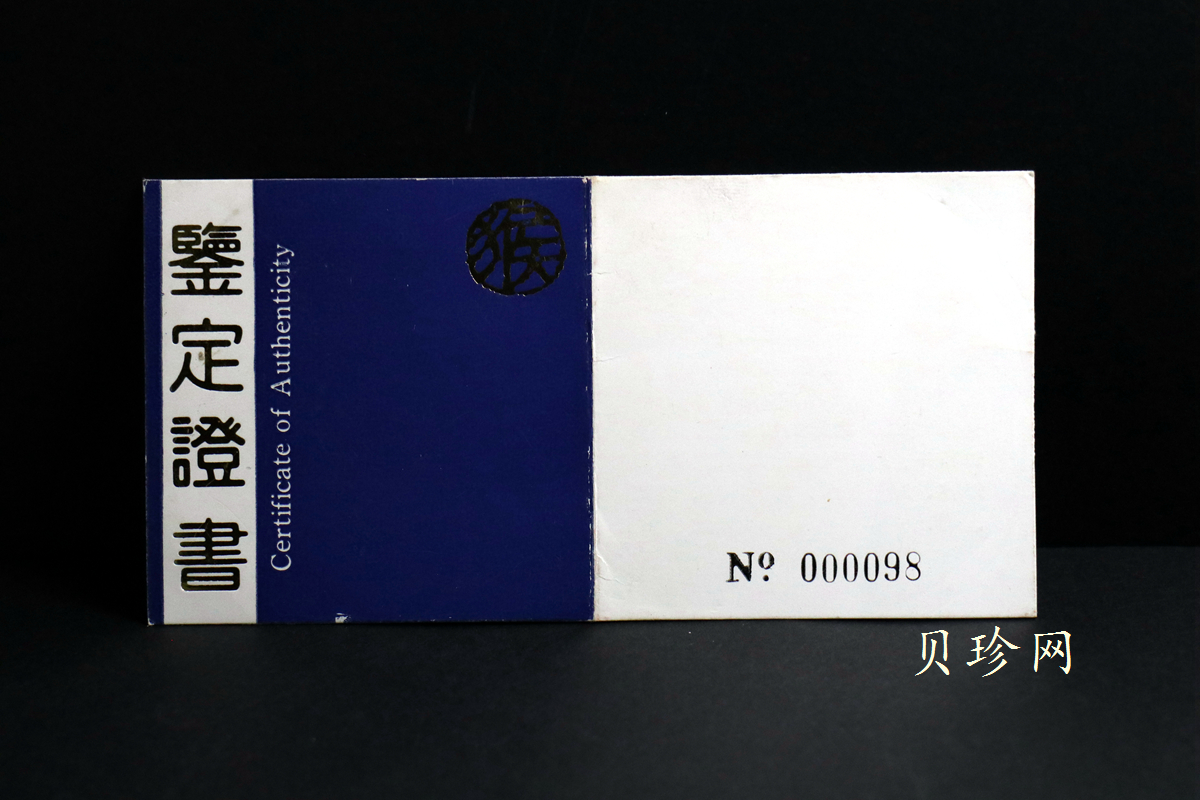 鑒定證書
Certificate of Authenticity
猴
Nº 000098
贝珍网